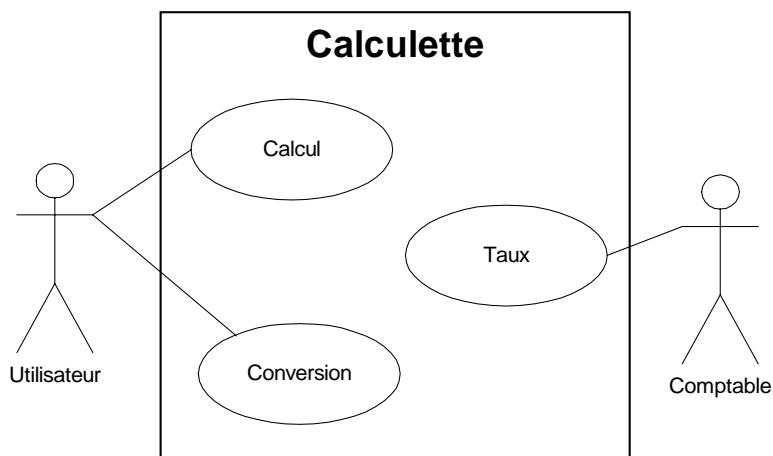 Calculette
Calcul
Taux
Utilisateur
Conversion
Comptable